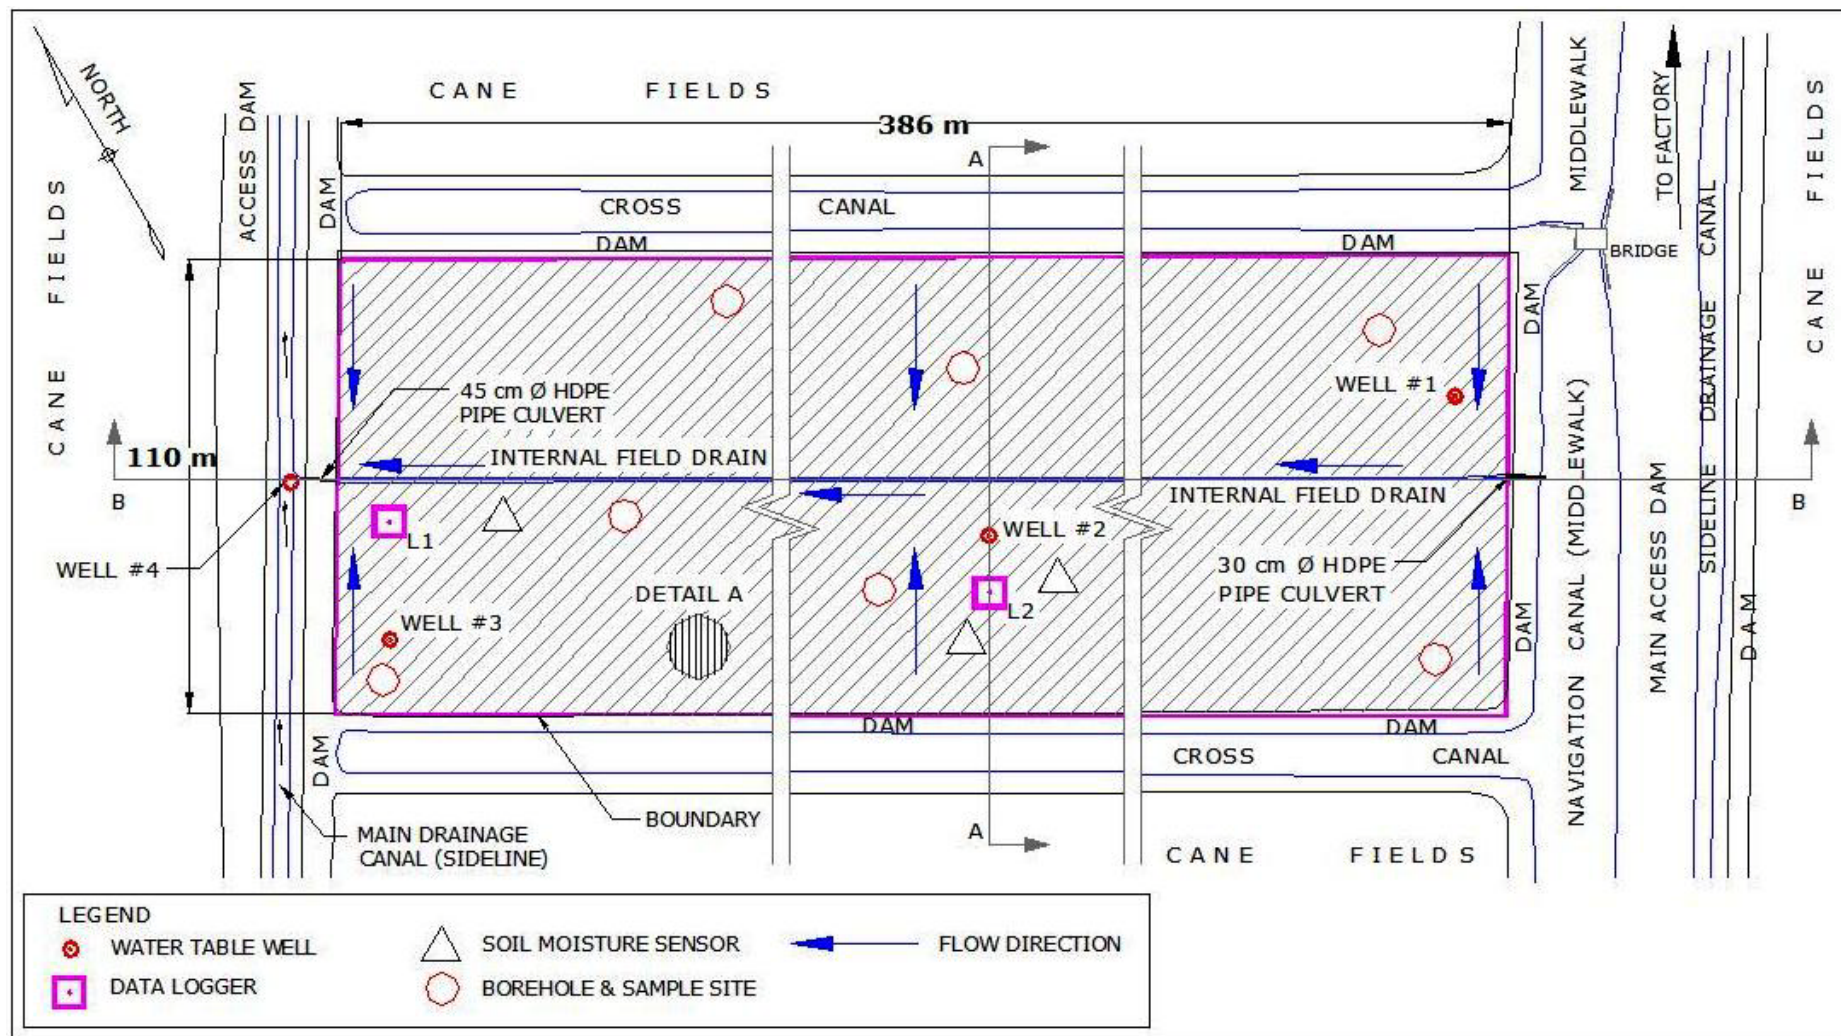 NORTH
CANE FIELDS
ACCESS DAM
DAM
CANE FIELDS
386 m
A
MIDDLEWALK
TO FACTORY
CANE FIELDS
CROSS CANAL
DAM
DAM
BRIDGE
DAM
SIDELINE DRAINAGE CANAL
45 cm Ø HDPE
PIPE CULVERT
WELL #1
110 m
INTERNAL FIELD DRAIN
INTERNAL FIELD DRAIN
B
B
L1
WELL #2
WELL #4
30 cm Ø HDPE
PIPE CULVERT
DETAIL A
L2
WELL #3
DAM
NAVIGATION CANAL (MIDDLEWALK)
MAIN ACCESS DAM
DAM
DAM
DAM
DAM
CROSS CANAL
BOUNDARY
A
MAIN DRAINAGE
CANAL (SIDELINE)
CANE FIELDS
LEGEND
WATER TABLE WELL
SOIL MOISTURE SENSOR
FLOW DIRECTION
DATA LOGGER
BOREHOLE & SAMPLE SITE